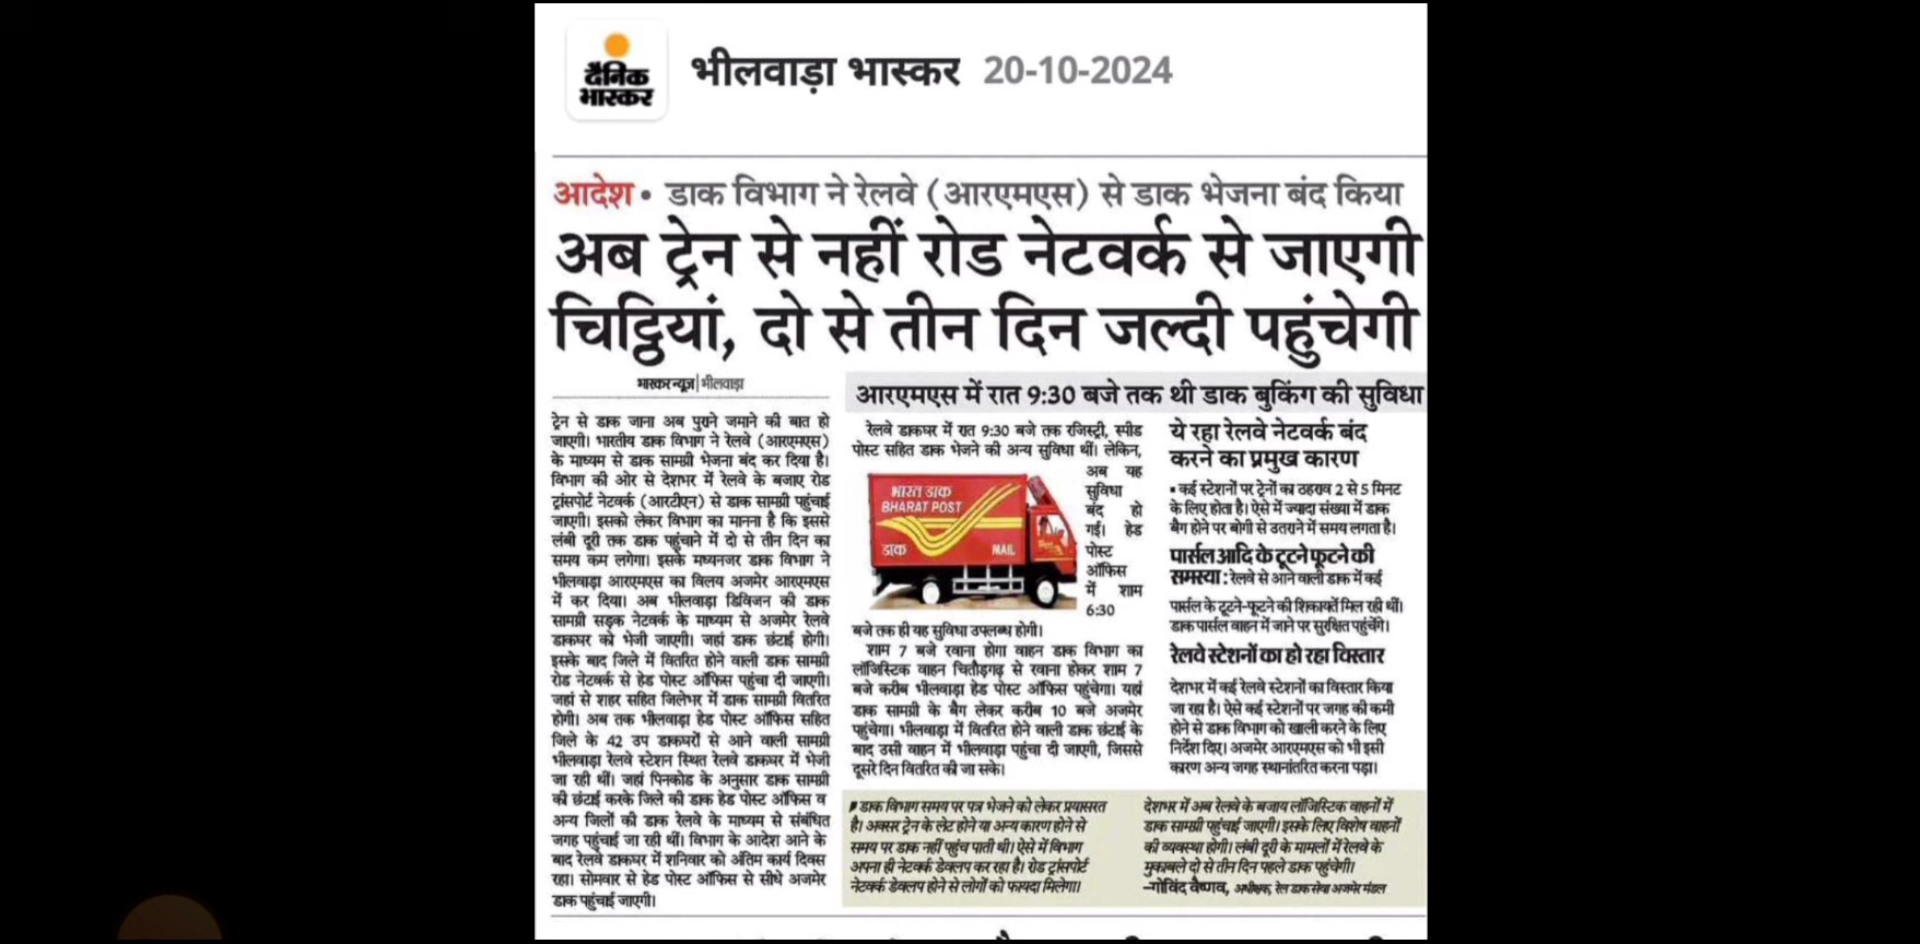 दैनिक
भास्कर
भीलवाड़ा भास्कर 20-10-2024
आदेश • डाक विभाग ने रेलवे (आरएमएस) से डाक भेजना बंद किया
अब ट्रेन से नहीं रोड नेटवर्क से जाएगी
चिट्ठियां, दो से तीन दिन जल्दी पहुंचेगी
भास्कर न्यूज | भीलवाड़ा
ट्रेन से डाक जाना अब पुराने जमाने की बात हो
जाएगी। भारतीय डाक विभाग ने रेलवे (आरएमएस)
के माध्यम से डाक सामग्री भेजना बंद कर दिया है।
विभाग की ओर से देशभर में रेलवे के बजाए रोड
ट्रांसपोर्ट नेटवर्क (आरटीएन) से डाक सामग्री पहुंचाई
जाएगी। इसको लेकर विभाग का मानना है कि इससे
लंबी दूरी तक डाक पहुंचाने में दो से तीन दिन का
समय कम लगेगा। इसके मध्यनजर डाक विभाग ने
भीलवाड़ा आरएमएस का विलय अजमेर आरएमएस
में कर दिया। अब भीलवाड़ा डिविजन की डाक
सामग्री सड़क नेटवर्क के माध्यम से अजमेर रेलवे
डाकघर को भेजी जाएगी। जहां डाक छंटाई होगी।
इसके बाद जिले में वितरित होने वाली डाक सामग्री
रोड नेटवर्क से हेड पोस्ट ऑफिस पहुंचा दी जाएगी।
जहां से शहर सहित जिलेभर में डाक सामग्री वितरित
होगी। अब तक भीलवाड़ा हेड पोस्ट ऑफिस सहित
जिले के 42 उप डाकघरों से आने वाली सामग्री
भीलवाड़ा रेलवे स्टेशन स्थित रेलवे डाकघर में भेजी
जा रही थीं। जहां पिनकोड के अनुसार डाक सामग्री
की छंटाई करके जिले की डाक हेड पोस्ट ऑफिस व
अन्य जिलों की डाक रेलवे के माध्यम से संबंधित
जगह पहुंचाई जा रही थीं। विभाग के आदेश आने के
बाद रेलवे डाकघर में शनिवार को अंतिम कार्य दिवस
रहा। सोमवार से हेड पोस्ट ऑफिस से सीधे अजमेर
डाक पहुंचाई जाएगी।
आरएमएस में रात 9:30 बजे तक थी डाक बुकिंग की सुविधा
रेलवे डाकघर में रात 9:30 बजे तक रजिस्ट्री, स्पीड
पोस्ट सहित डाक भेजने की अन्य सुविधा थीं। लेकिन,
अब यह
सुविधा
बंद हो
गई। हेड
पोस्ट
ऑफिस
में शाम
6:30
भारत डाक
BHARAT POST
डाक
MAIL
बजे तक ही यह सुविधा उपलब्ध होगी।
शाम 7 बजे रवाना होगा वाहन डाक विभाग का
लॉजिस्टिक वाहन चितौड़गढ़ से रवाना होकर शाम 7
बजे करीब भीलवाड़ा हेड पोस्ट ऑफिस पहुंचेगा। यहां
डाक सामग्री के बैग लेकर करीब 10 बजे अजमेर
पहुंचेगा। भीलवाड़ा में वितरित होने वाली डाक छंटाई के
बाद उसी वाहन में भीलवाड़ा पहुंचा दी जाएगी, जिससे
दूसरे दिन वितरित की जा सके।
ये रहा रेलवे नेटवर्क बंद
करने का प्रमुख कारण
• कई स्टेशनों पर ट्रेनों का ठहराव 2 से 5 मिनट
के लिए होता है। ऐसे में ज्यादा संख्या में डाक
बैग होने पर बोगी से उतराने में समय लगता है।
पार्सल आदि के टूटने फूटने की
समस्या : रेलवे से आने वाली डाक में कई
पार्सल के टूटने-फूटने की शिकायतें मिल रही थीं।
डाक पार्सल वाहन में जाने पर सुरक्षित पहुंचेंगे।
रेलवे स्टेशनों का हो रहा विस्तार
देशभर में कई रेलवे स्टेशनों का विस्तार किया
जा रहा है। ऐसे कई स्टेशनों पर जगह की कमी
होने से डाक विभाग को खाली करने के लिए
निर्देश दिए। अजमेर आरएमएस को भी इसी
कारण अन्य जगह स्थानांतरित करना पड़ा।
डाक विभाग समय पर पत्र भेजने को लेकर प्रयासरत
है। अक्सर ट्रेन के लेट होने या अन्य कारण होने से
समय पर डाक नहीं पहुंच पाती थी। ऐसे में विभाग
अपना ही नेटवर्क डेवलप कर रहा है। रोड ट्रांसपोर्ट
नेटवर्क डेवलप होने से लोगों को फायदा मिलेगा।
देशभर में अब रेलवे के बजाय लॉजिस्टिक वाहनों में
डाक सामग्री पहुंचाई जाएगी। इसके लिए विशेष वाहनों
की व्यवस्था होगी। लंबी दूरी के मामलों में रेलवे के
मुकाबले दो से तीन दिन पहले डाक पहुंचेगी।
–गोविंद वैष्णव, अधीक्षक, रेल डाक सेवा अजमेर मंडल